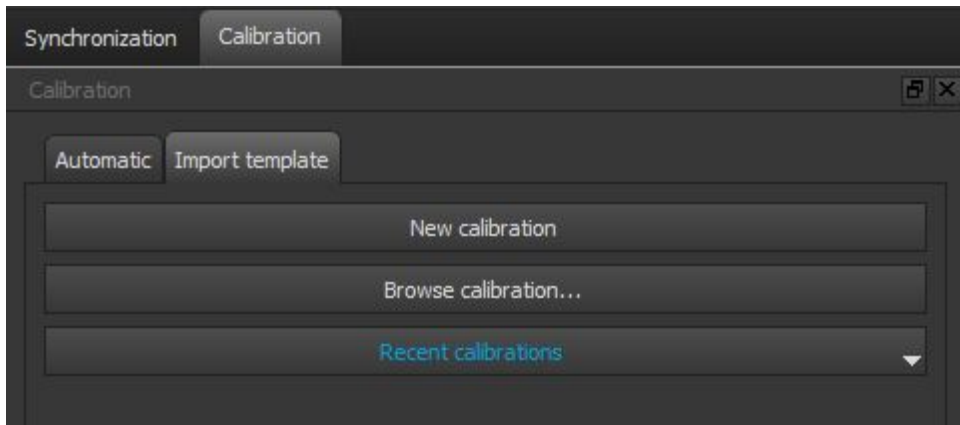 Synchronization Calibration
Calibration
Automatic Import template
New calibration
Browse calibration...
Recent calibrations